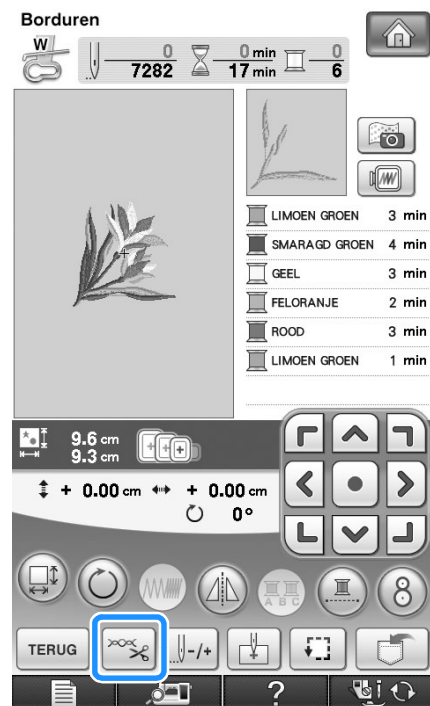 Borduren
W
0 0 min 0
7282 17 min 6
LIMOEN GROEN 3 min
SMARAGD GROEN 4 min
GEEL 3 min
FELORANJE 2 min
ROOD 3 min
LIMOEN GROEN 1 min
9.6 cm
9.3 cm
+ 0.00 cm + 0.00 cm
0°
A B C
8
TERUG -/+
?